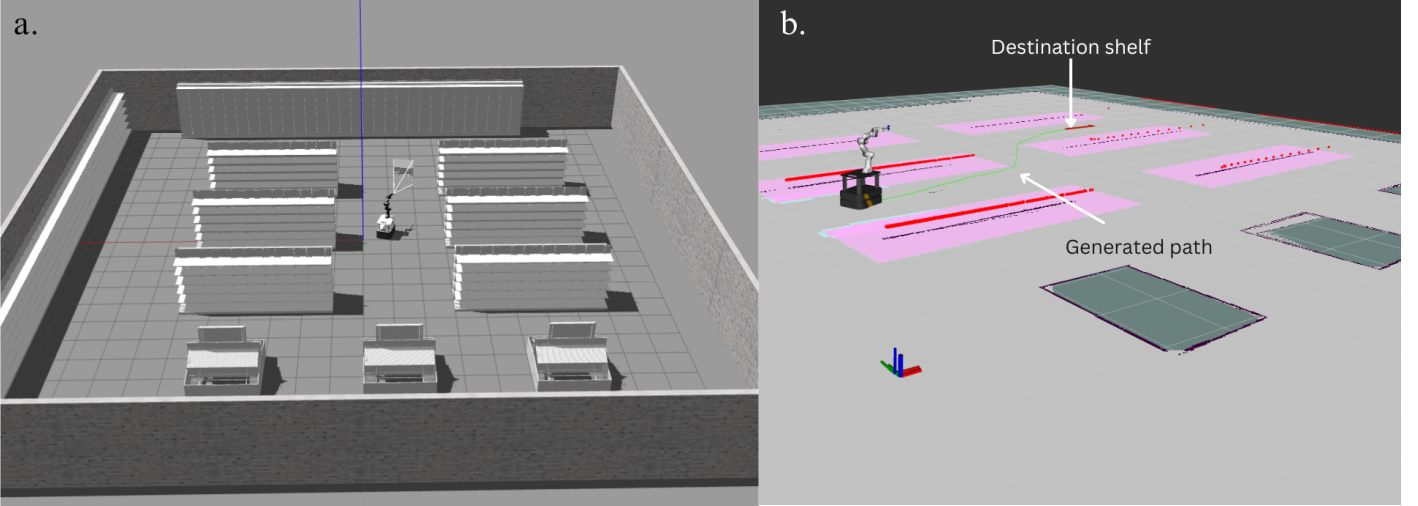 a.
b.
Destination shelf
Generated path